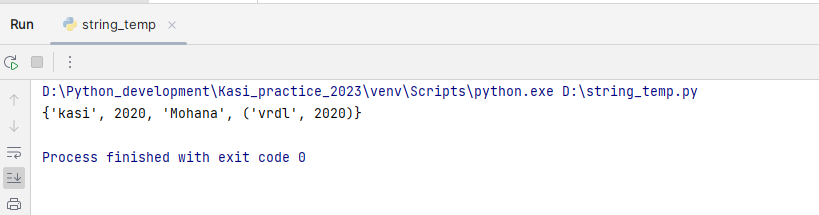 Run string_temp
D:\Python_development\Kasi_practice_2023\venv\Scripts\python.exe D:\string_temp.py
{'kasi', 2020, 'Mohana', ('vrdl', 2020)}
Process finished with exit code 0